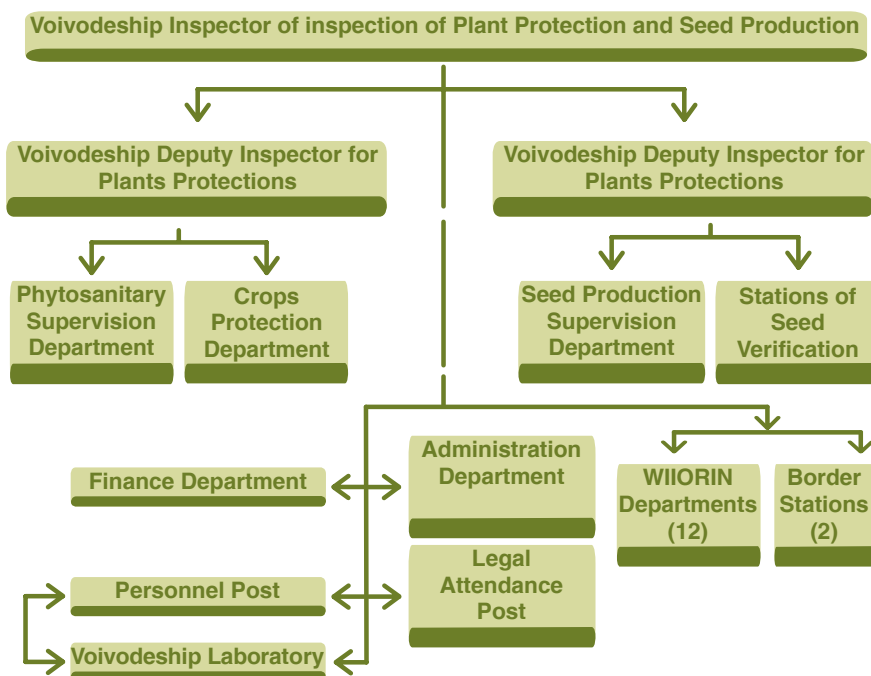 Voivodeship Inspector of inspection of Plant Protection and Seed Production
Voivodeship Deputy Inspector for
Plants Protections
Voivodeship Deputy Inspector for
Plants Protections
Phytosanitary
Supervision
Department
Crops
Protection
Department
Seed Production
Supervision
Department
Stations of
Seed
Verification
Finance Department
Administration
Department
WIIORIN
Departments
(12)
Border
Stations
(2)
Personnel Post
Legal
Attendance
Post
Voivodeship Laboratory